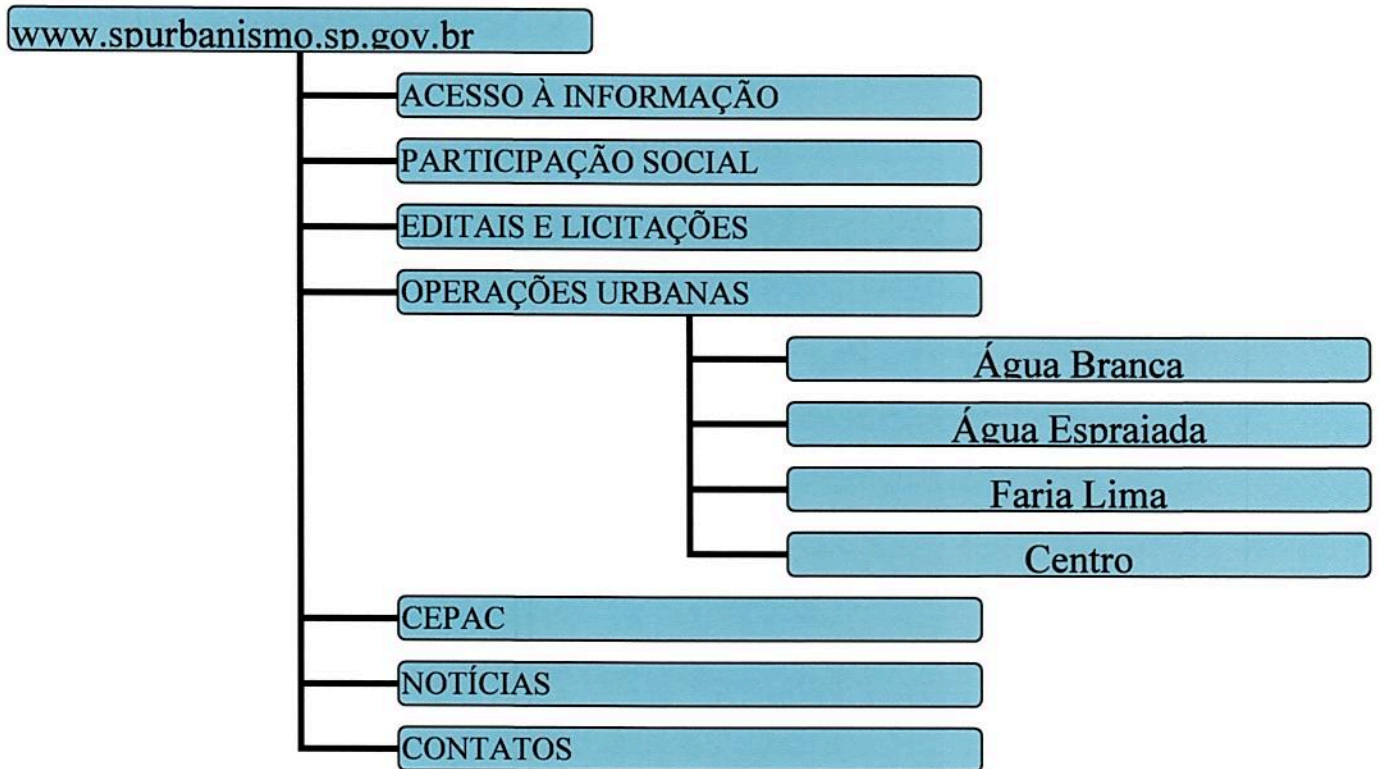 www.spurbanismo.sp.gov.br
ACESSO À INFORMAÇÃO
PARTICIPAÇÃO SOCIAL
EDITAIS E LICITAÇÕES
OPERAÇÕES URBANAS
Água Branca
Água Espraiada
Faria Lima
Centro
CEPAC
NOTÍCIAS
CONTATOS